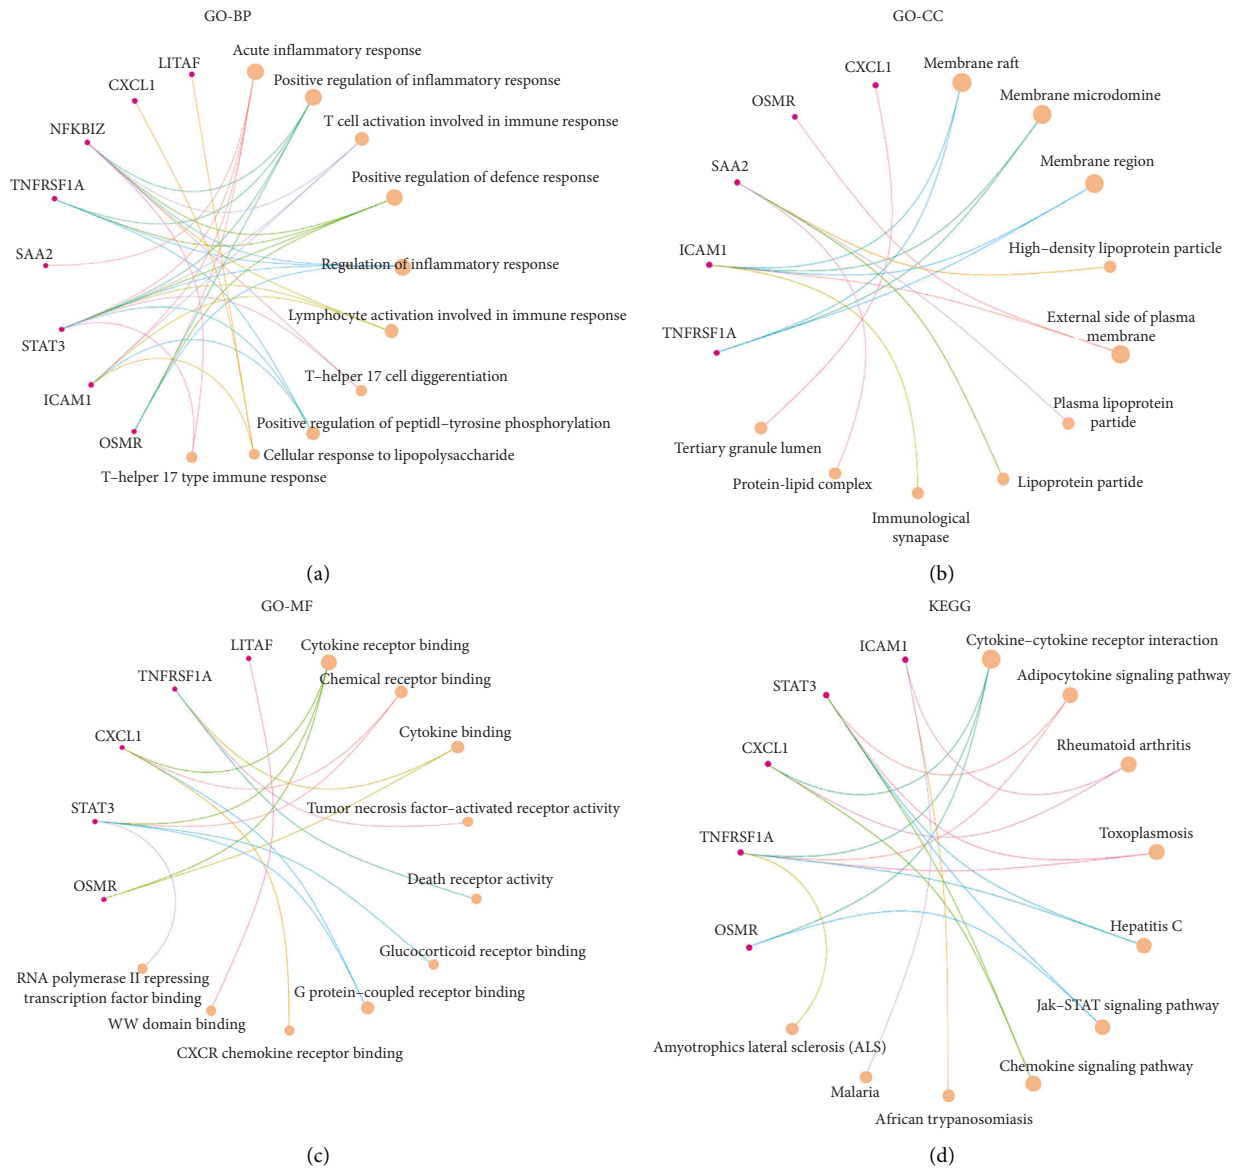 GO-BP
LITAF
CXCL1
NFKBIZ
TNFRSF1A
SAA2
STAT3
ICAM1
OSMR
Acute inflammatory response
Positive regulation of inflammatory response
T cell activation involved in immune response
Positive regulation of defence response
Regulation of inflammatory response
Lymphocyte activation involved in immune response
T–helper 17 cell diggerentiation
Positive regulation of peptidl–tyrosine phosphorylation
Cellular response to lipopolysaccharide
T–helper 17 type immune response
(a)
GO-CC
CXCL1
OSMR
SAA2
ICAM1
TNFRSF1A
Membrane raft
Membrane microdomine
Membrane region
High–density lipoprotein particle
External side of plasma
membrane
Plasma lipoprotein
partide
Lipoprotein partide
Immunological
synapase
Protein-lipid complex
Tertiary granule lumen
(b)
GO-MF
LITAF
TNFRSF1A
CXCL1
STAT3
OSMR
Cytokine receptor binding
Chemical receptor binding
Cytokine binding
Tumor necrosis factor–activated receptor activity
Death receptor activity
Glucocorticoid receptor binding
G protein–coupled receptor binding
CXCR chemokine receptor binding
WW domain binding
RNA polymerase II repressing
transcription factor binding
(c)
KEGG
ICAM1
STAT3
CXCL1
TNFRSF1A
OSMR
Cytokine–cytokine receptor interaction
Adipocytokine signaling pathway
Rheumatoid arthritis
Toxoplasmosis
Hepatitis C
Jak–STAT signaling pathway
Chemokine signaling pathway
African trypanosomiasis
Malaria
Amyotrophics lateral sclerosis (ALS)
(d)